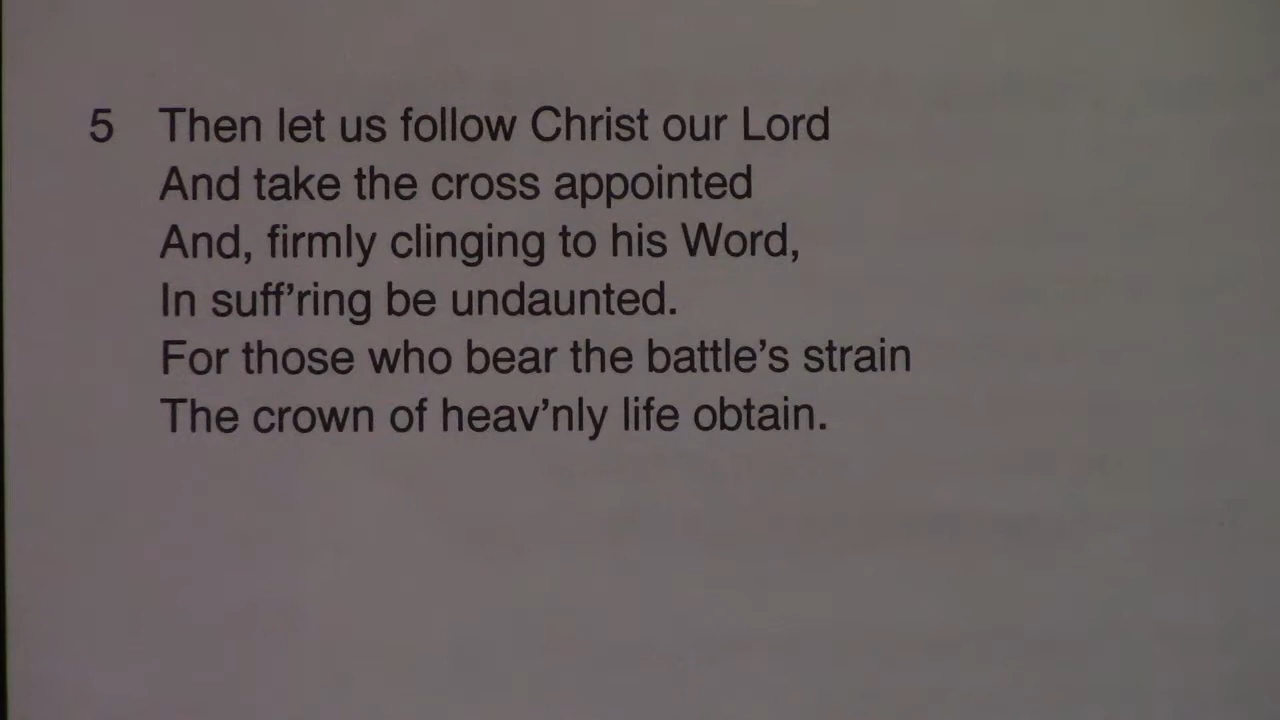 5 Then let us follow Christ our Lord
And take the cross appointed
And, firmly clinging to his Word,
In suff’ring be undaunted.
For those who bear the battle’s strain
The crown of heav’nly life obtain.